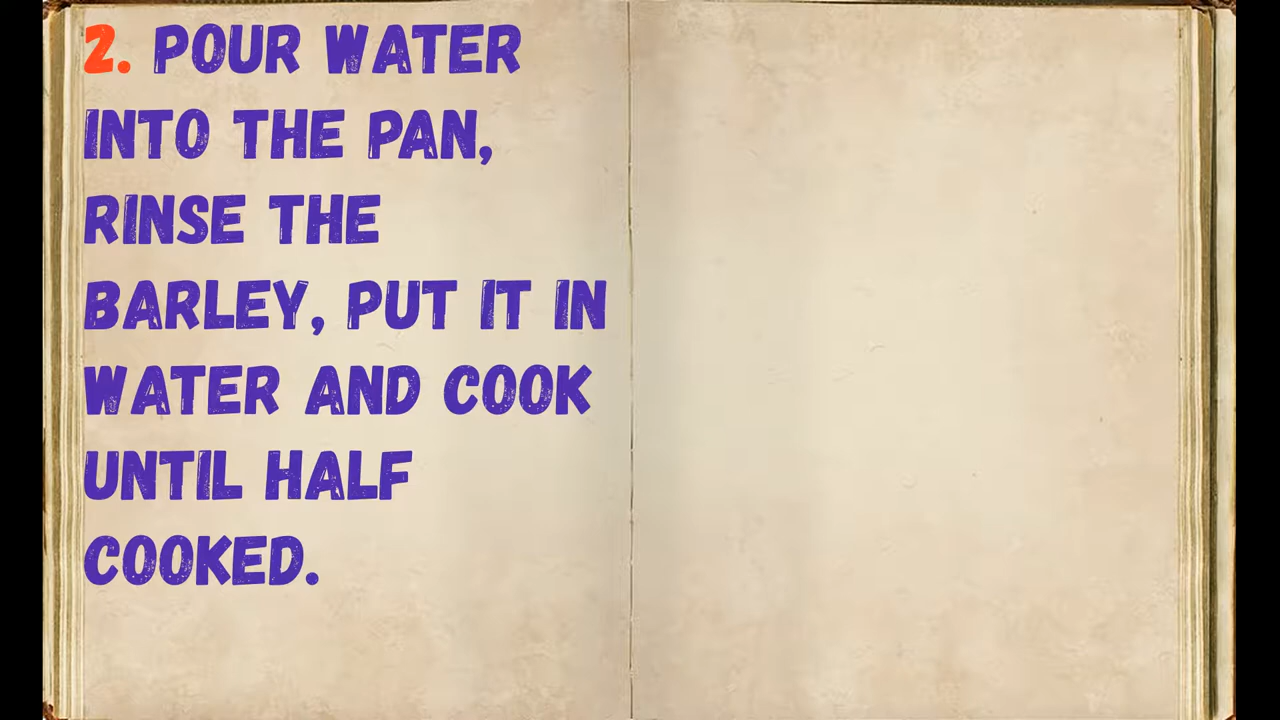 2. POUR WATER
INTO THE PAN,
RINSE THE
BARLEY, PUT IT IN
WATER AND COOK
UNTIL HALF
COOKED.